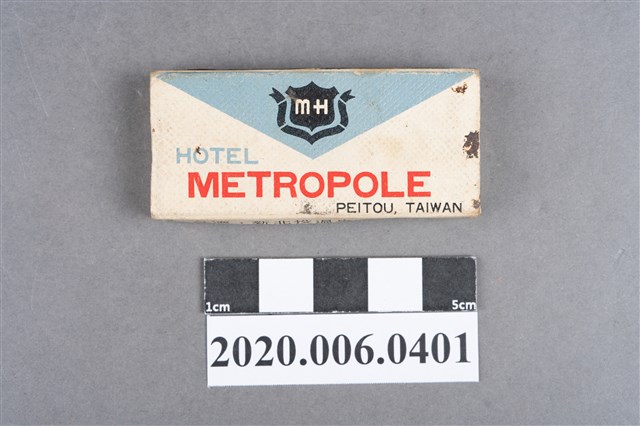 MH
HOTEL
METROPOLE
PEITOU, TAIWAN
1cm 5cm
2020.006.0401